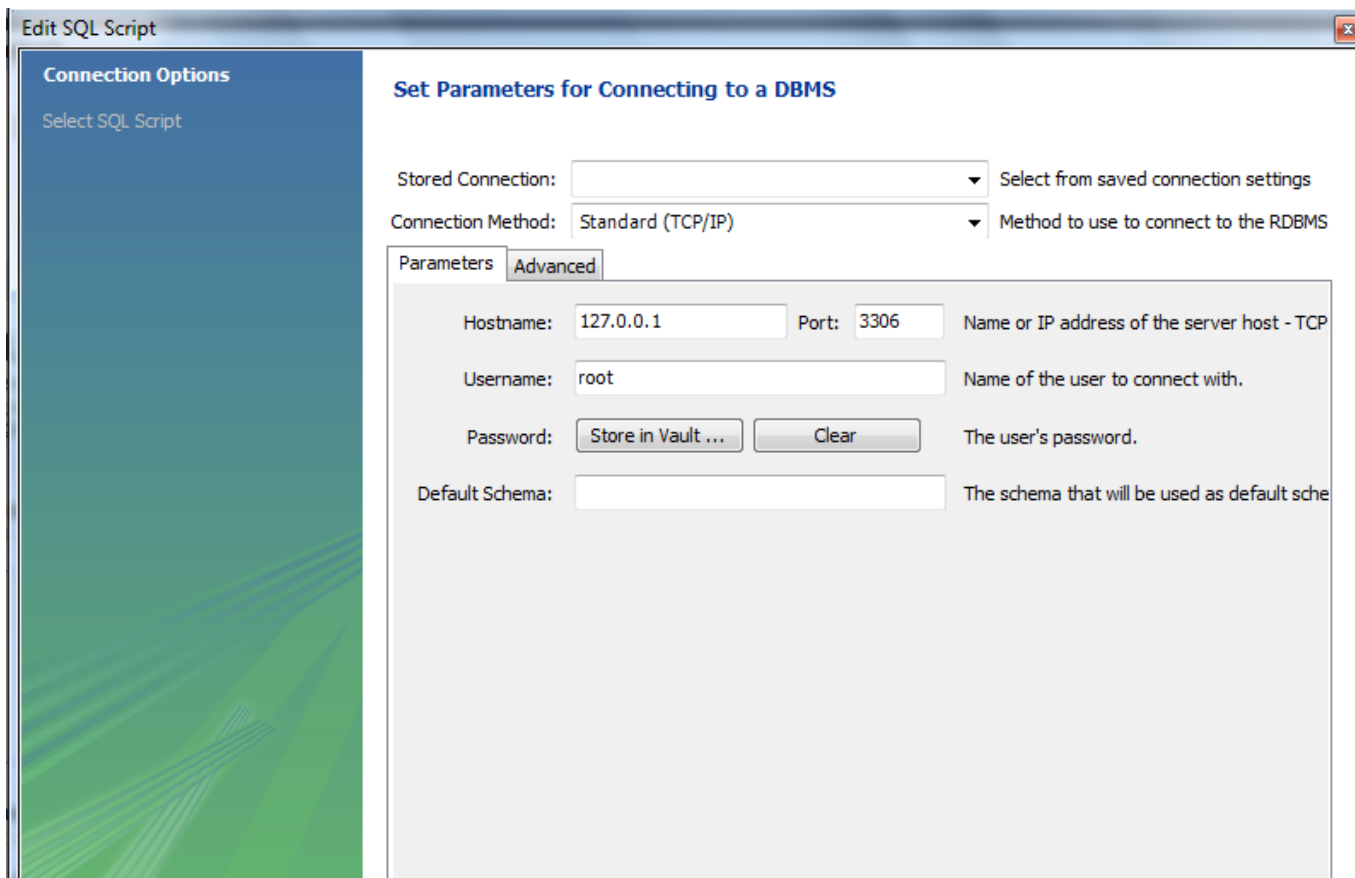 Edit SQL Script
Connection Options
Select SQL Script
Set Parameters for Connecting to a DBMS
Stored Connection: Select from saved connection settings
Connection Method: Standard (TCP/IP) Method to use to connect to the RDBMS
Parameters Advanced
Hostname: 127.0.0.1 Port: 3306 Name or IP address of the server host - TCP
Username: root Name of the user to connect with.
Password: Store in Vault ... Clear The user's password.
Default Schema: The schema that will be used as default sche